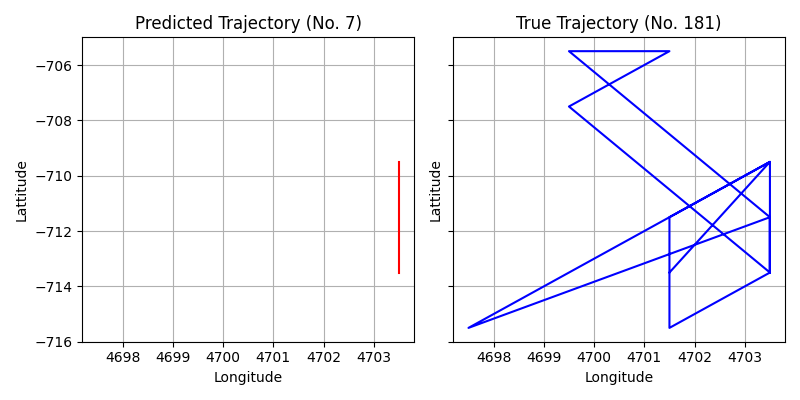 Predicted Trajectory (No. 7)
True Trajectory (No. 181)
Lattitude
−706
−708
−710
−712
−714
−716
4698 4699 4700 4701 4702 4703
Longitude
Lattitude
4698 4699 4700 4701 4702 4703
Longitude